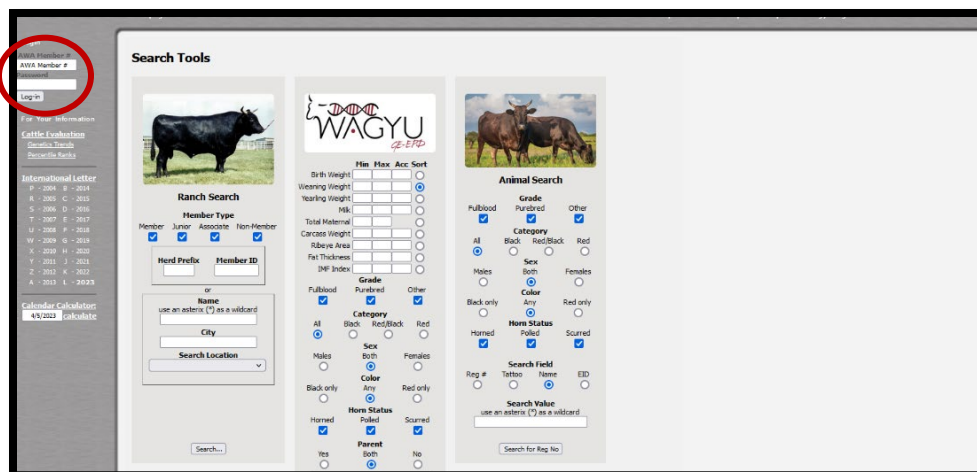 AWA Member #
AWA Member #
Password
Log-in
For Your Information
Cattle Evaluation
Genetics Trends
Percentile Ranks
International Letter
P - 2004 B - 2014
R - 2005 C - 2015
S - 2006 D - 2016
T - 2007 E - 2017
U - 2008 F - 2018
W - 2009 G - 2019
X - 2010 H - 2020
Y - 2011 J - 2021
Z - 2012 K - 2022
A - 2013 L - 2023
Calendar Calculator:
4/5/2023 calculate
Search Tools
Ranch Search
Member Type
Member Junior Associate Non-Member
Herd Prefix Member ID
or
Name
use an asterix (*) as a wildcard
City
Search Location
Search...
WAGYU
GE-EPD
Min Max Acc Sort
Birth Weight
Weaning Weight
Yearling Weight
Milk
Total Maternal
Carcass Weight
Ribeye Area
Fat Thickness
IMF Index
Grade
Fullblood Purebred Other
Category
All Black Red/Black Red
Sex
Males Both Females
Color
Black only Any Red only
Horn Status
Horned Polled Scurred
Parent
Yes Both No
Animal Search
Grade
Fullblood Purebred Other
Category
All Black Red/Black Red
Sex
Males Both Females
Color
Black only Any Red only
Horn Status
Horned Polled Scurred
Search Field
Reg # Tattoo Name EID
Search Value
use an asterix (*) as a wildcard
Search for Reg No